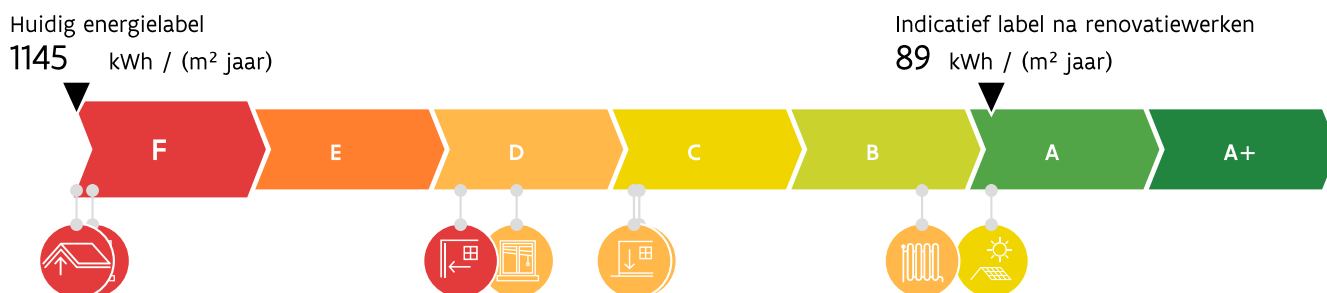 Huidig energielabel
1145 kWh / (m² jaar)
Indicatief label na renovatiewerken
89 kWh / (m² jaar)
F E D C B A A+